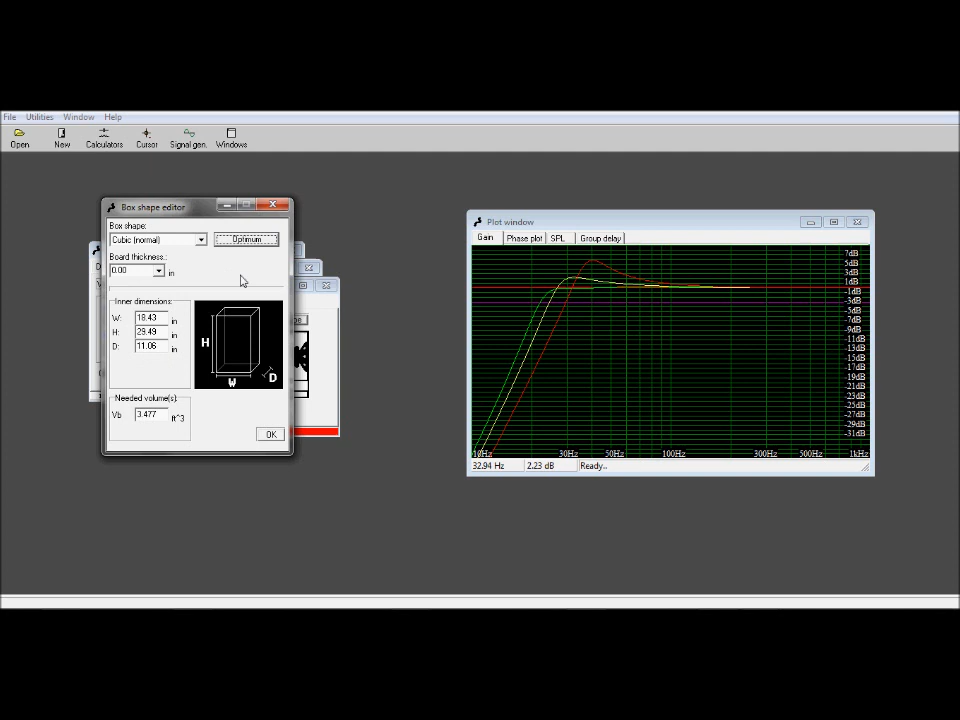 File Utilities Window Help
Open New Calculators Cursor Signal gen. Windows
Box shape editor
Box shape:
Cubic (normal) Optimum
Board thickness.:
0.00 in
Inner dimensions:
W: 18.43 in
H: 29.49 in
D: 11.06 in
H
W
D
Needed volume(s):
Vb 3.477 ft^3
OK
Plot window
Gain Phase plot SPL Group delay
7dB
5dB
3dB
1dB
-1dB
-3dB
-5dB
-7dB
-9dB
-11dB
-13dB
-15dB
-17dB
-19dB
-21dB
-23dB
-25dB
-27dB
-29dB
-31dB
10Hz 30Hz 50Hz 100Hz 300Hz 500Hz 1kHz
32.94 Hz 2.23 dB Ready..